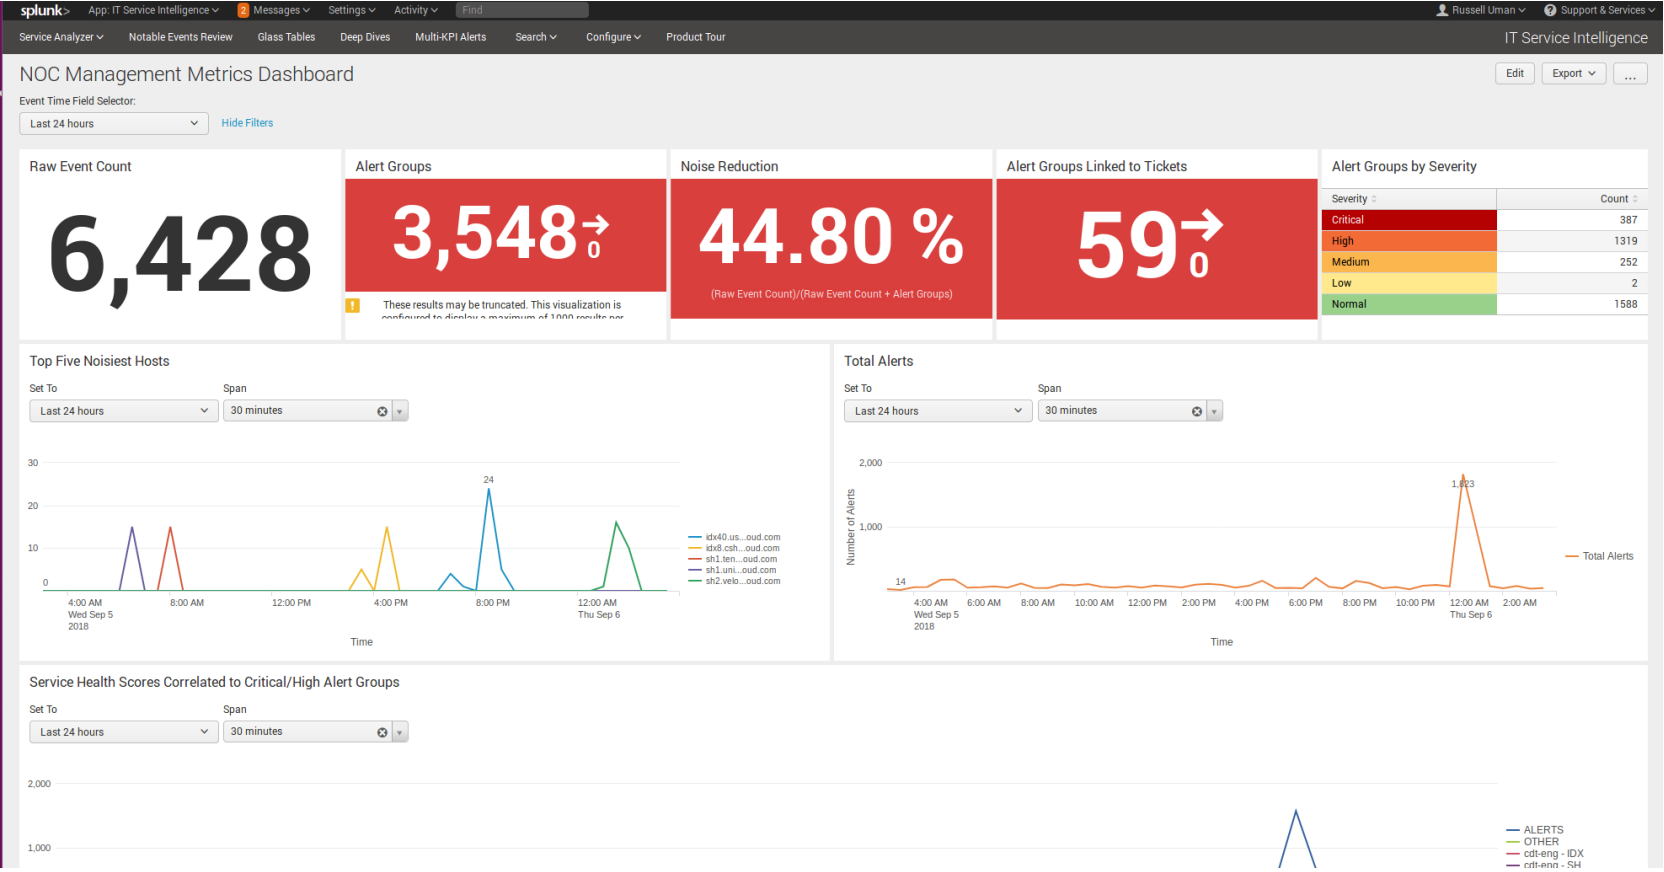 splunk> App: IT Service Intelligence 2 Messages Settings Activity Find Russell Uman ? Support & Services
Service Analyzer Notable Events Review Glass Tables Deep Dives Multi-KPI Alerts Search Configure Product Tour IT Service Intelligence
NOC Management Metrics Dashboard Edit Export ...
Event Time Field Selector:
Last 24 hours Hide Filters
Raw Event Count
6,428
Alert Groups
3,548 → 0
! These results may be truncated. This visualization is
configured to display a maximum of 1000 results per
Noise Reduction
44.80 %
(Raw Event Count)/(Raw Event Count + Alert Groups)
Alert Groups Linked to Tickets
59 → 0
Alert Groups by Severity
Severity Count
Critical 387
High 1319
Medium 252
Low 2
Normal 1588
Top Five Noisiest Hosts
Set To Span
Last 24 hours 30 minutes
30
24
20
10
0
idx40.us...oud.com
idx8.csh...oud.com
sh1.ten...oud.com
sh1.uni...oud.com
sh2.velo...oud.com
4:00 AM 8:00 AM 12:00 PM 4:00 PM 8:00 PM 12:00 AM
Wed Sep 5 Thu Sep 6
2018
Time
Total Alerts
Set To Span
Last 24 hours 30 minutes
2,000
1,823
Number of Alerts
1,000
Total Alerts
14
4:00 AM 6:00 AM 8:00 AM 10:00 AM 12:00 PM 2:00 PM 4:00 PM 6:00 PM 8:00 PM 10:00 PM 12:00 AM 2:00 AM
Wed Sep 5 Thu Sep 6
2018
Time
Service Health Scores Correlated to Critical/High Alert Groups
Set To Span
Last 24 hours 30 minutes
2,000
1,000
ALERTS
OTHER
cdt-eng - IDX
cdt-eng - SH